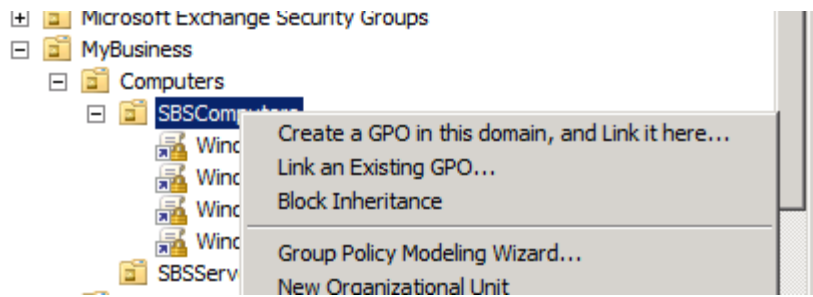 Microsoft Exchange Security Groups
MyBusiness
Computers
SBSComputers
Create a GPO in this domain, and Link it here...
Link an Existing GPO...
Block Inheritance
Group Policy Modeling Wizard...
New Organizational Unit